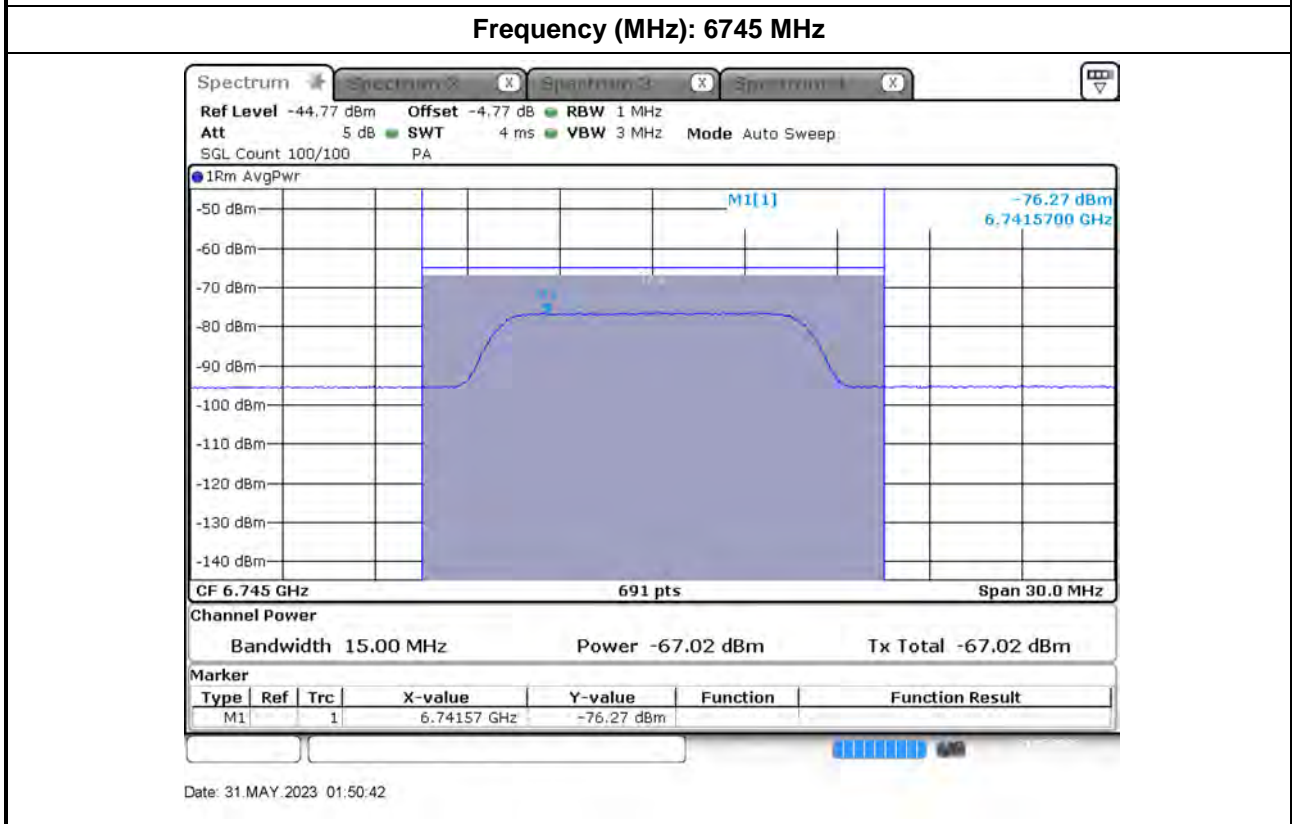 Frequency (MHz): 6745 MHz
Spectrum
Ref Level -44.77 dBm Offset -4.77 dB RBW 1 MHz
Att 5 dB SWT 4 ms VBW 3 MHz Mode Auto Sweep
SGL Count 100/100 PA
1Rm AvgPwr
M1[1] -76.27 dBm
6.7415700 GHz
-50 dBm
-60 dBm
-70 dBm
-80 dBm
-90 dBm
-100 dBm
-110 dBm
-120 dBm
-130 dBm
-140 dBm
CF 6.745 GHz 691 pts Span 30.0 MHz
Channel Power
Bandwidth 15.00 MHz Power -67.02 dBm Tx Total -67.02 dBm
Marker
Type Ref Trc X-value Y-value Function Function Result
M1 1 6.74157 GHz -76.27 dBm
Date: 31.MAY.2023 01:50:42